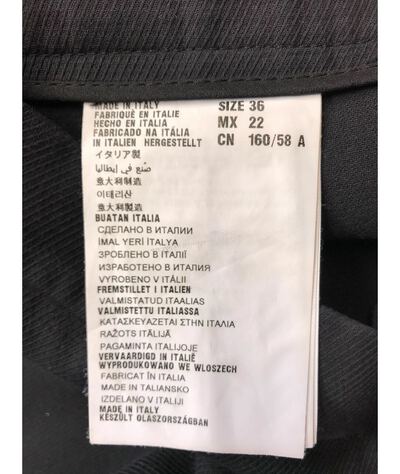 MADE IN ITALY SIZE 36
FABRIQUÉ EN ITALIE MX 22
HECHO EN ITALIA CN 160/58 A
FABRICADO NA ITÁLIA
IN ITALIEN HERGESTELLT
イタリア製
صنع في إيطاليا
意大利制造
이테리산
意大利製造
BUATAN ITALIA
СДЕЛАНО В ИТАЛИИ
İMAL YERİ İTALYA
ЗРОБЛЕНО В ІТАЛІЇ
ИЗРАБОТЕНО В ИТАЛИЯ
VYROBENO V ITÁLII
FREMSTILLET I ITALIEN
VALMISTATUD ITAALIAS
VALMISTETTU ITALIASSA
ΚΑΤΑΣΚΕΥΑΖΕΤΑΙ ΣΤΗΝ ΙΤΑΛΙΑ
RAŽOTS ITĀLIJĀ
PAGAMINTA ITALIJOJE
VERVAARDIGD IN ITALIË
WYPRODUKOWANO WE WŁOSZECH
FABRICAT ÎN ITALIA
MADE IN TALIANSKO
IZDELANO V ITALIJI
MADE IN ITALY
KÉSZÜLT OLASZORSZÁGBAN